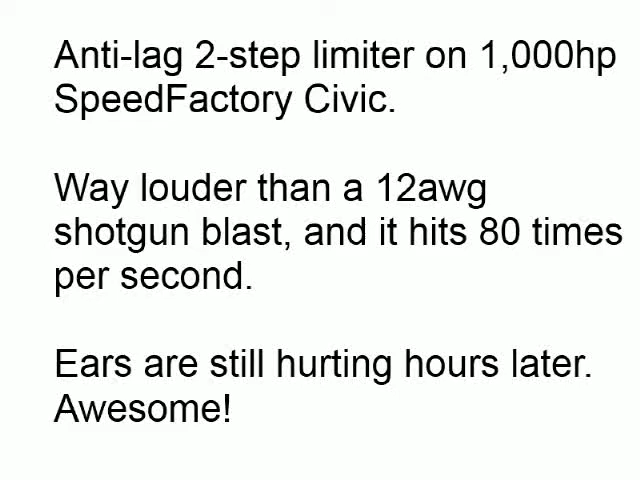 Anti-lag 2-step limiter on 1,000hp
SpeedFactory Civic.
Way louder than a 12awg
shotgun blast, and it hits 80 times
per second.
Ears are still hurting hours later.
Awesome!